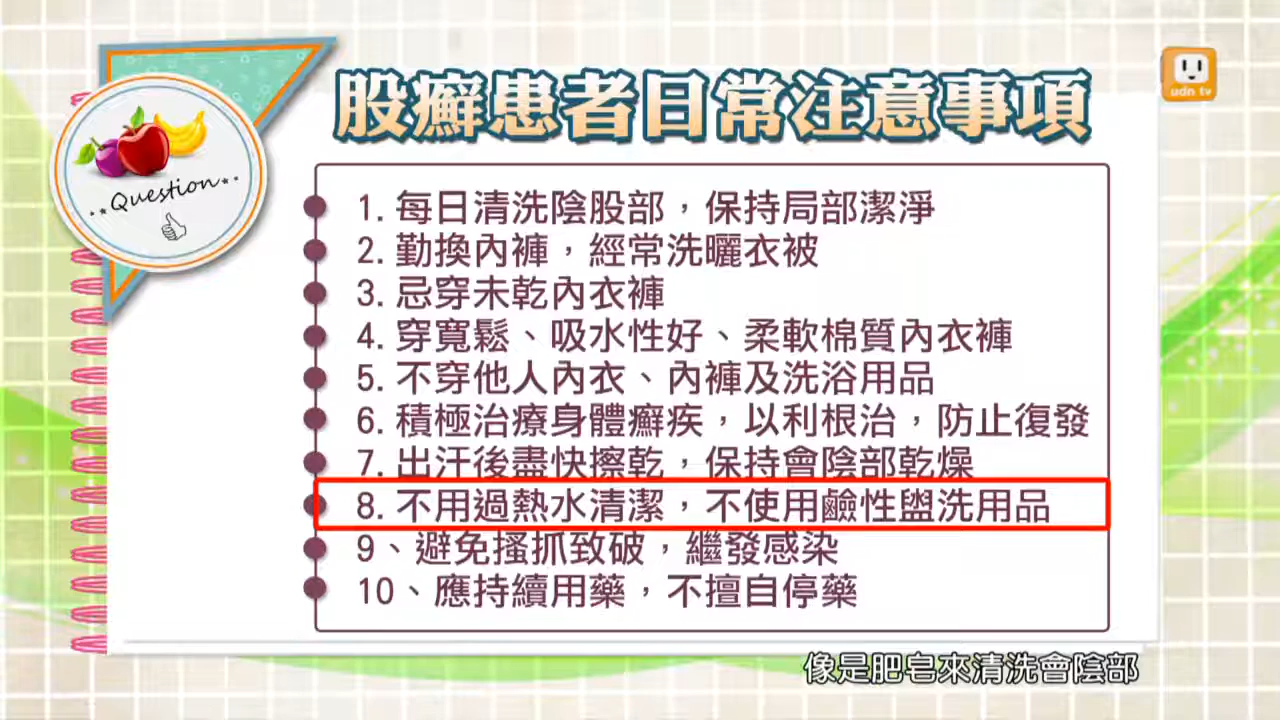 股癬患者日常注意事項
udn tv
Question
1. 每日清洗陰股部，保持局部潔淨
2. 勤換內褲，經常洗曬衣被
3. 忌穿未乾內衣褲
4. 穿寬鬆、吸水性好、柔軟棉質內衣褲
5. 不穿他人內衣、內褲及洗浴用品
6. 積極治療身體癬疾，以利根治，防止復發
7. 出汗後盡快擦乾，保持會陰部乾燥
8. 不用過熱水清潔，不使用鹼性盥洗用品
9、避免搔抓致破，繼發感染
10、應持續用藥，不擅自停藥
像是肥皂來清洗會陰部